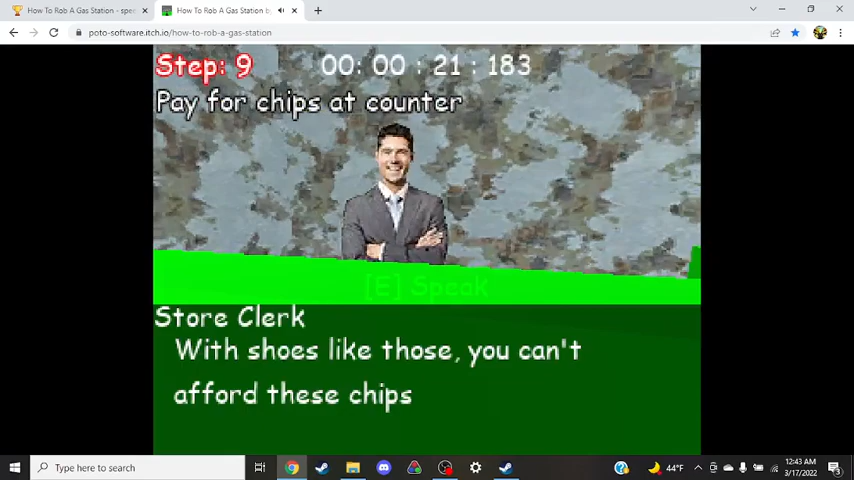 How To Rob A Gas Station - spee
How To Rob A Gas Station b
poto-software.itch.io/how-to-rob-a-gas-station
Step: 9
00: 00 : 21 : 183
Pay for chips at counter
[E] Speak
Store Clerk
With shoes like those, you can't
afford these chips
Type here to search
44°F
12:43 AM
3/17/2022
3